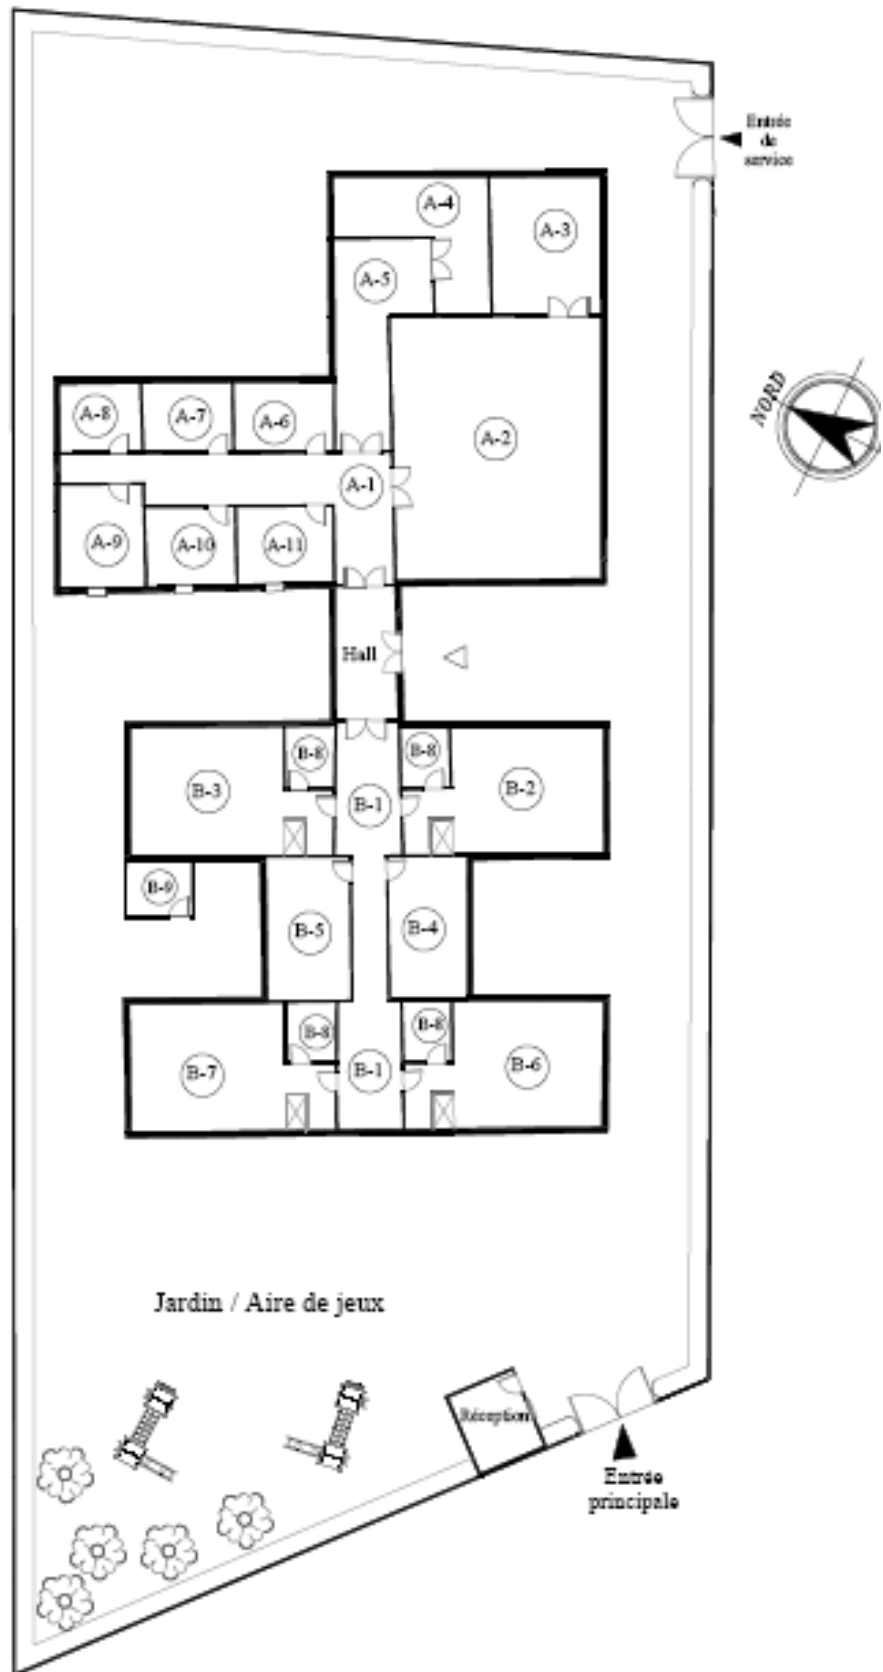 Entrée
de
service
A-4
A-3
A-5
NORD
A-8
A-7
A-6
A-2
A-1
A-9
A-10
A-11
Hall
B-8
B-8
B-3
B-2
B-1
B-9
B-5
B-4
B-8
B-8
B-7
B-1
B-6
Jardin / Aire de jeux
Réception
Entrée
principale